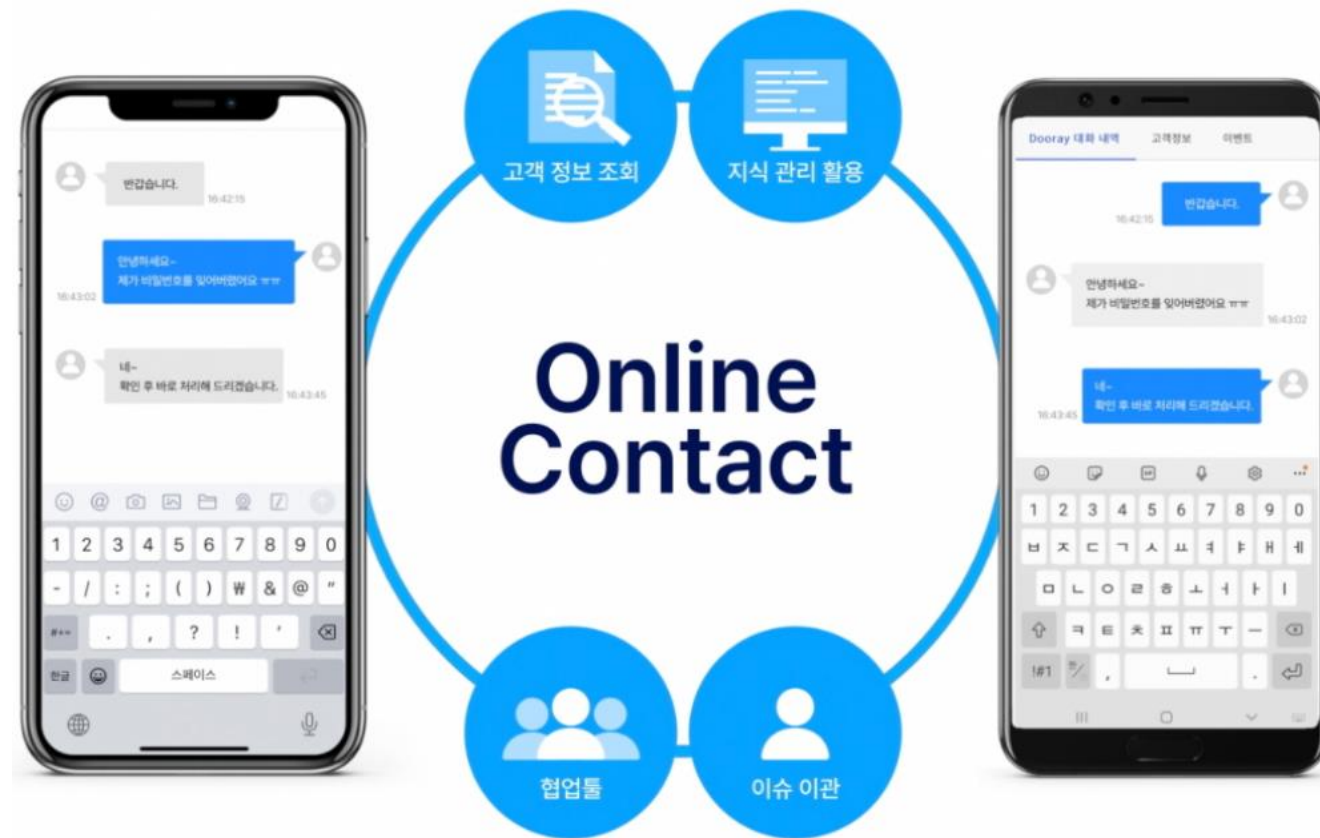 고객 정보 조회
지식 관리 활용
Online
Contact
협업툴
이슈 이관
반갑습니다.
16:42:15
안녕하세요~
제가 비밀번호를 잊어버렸어요 ㅠㅠ
16:43:02
네~
확인 후 바로 처리해 드리겠습니다.
16:43:45
1 2 3 4 5 6 7 8 9 0
- / : ; ( ) ₩ & @ "
#+= . , ? ! '
한글 스페이스
Dooray 대화 내역 고객정보 이벤트
반갑습니다.
16:42:15
안녕하세요~
제가 비밀번호를 잊어버렸어요 ㅠㅠ
16:43:02
네~
확인 후 바로 처리해 드리겠습니다.
16:43:45
1 2 3 4 5 6 7 8 9 0
ㅂ ㅈ ㄷ ㄱ ㅅ ㅛ ㅕ ㅑ ㅐ ㅔ
ㅁ ㄴ ㅇ ㄹ ㅎ ㅗ ㅓ ㅏ ㅣ
ㅋ ㅌ ㅊ ㅍ ㅠ ㅜ ㅡ
!#1 , .